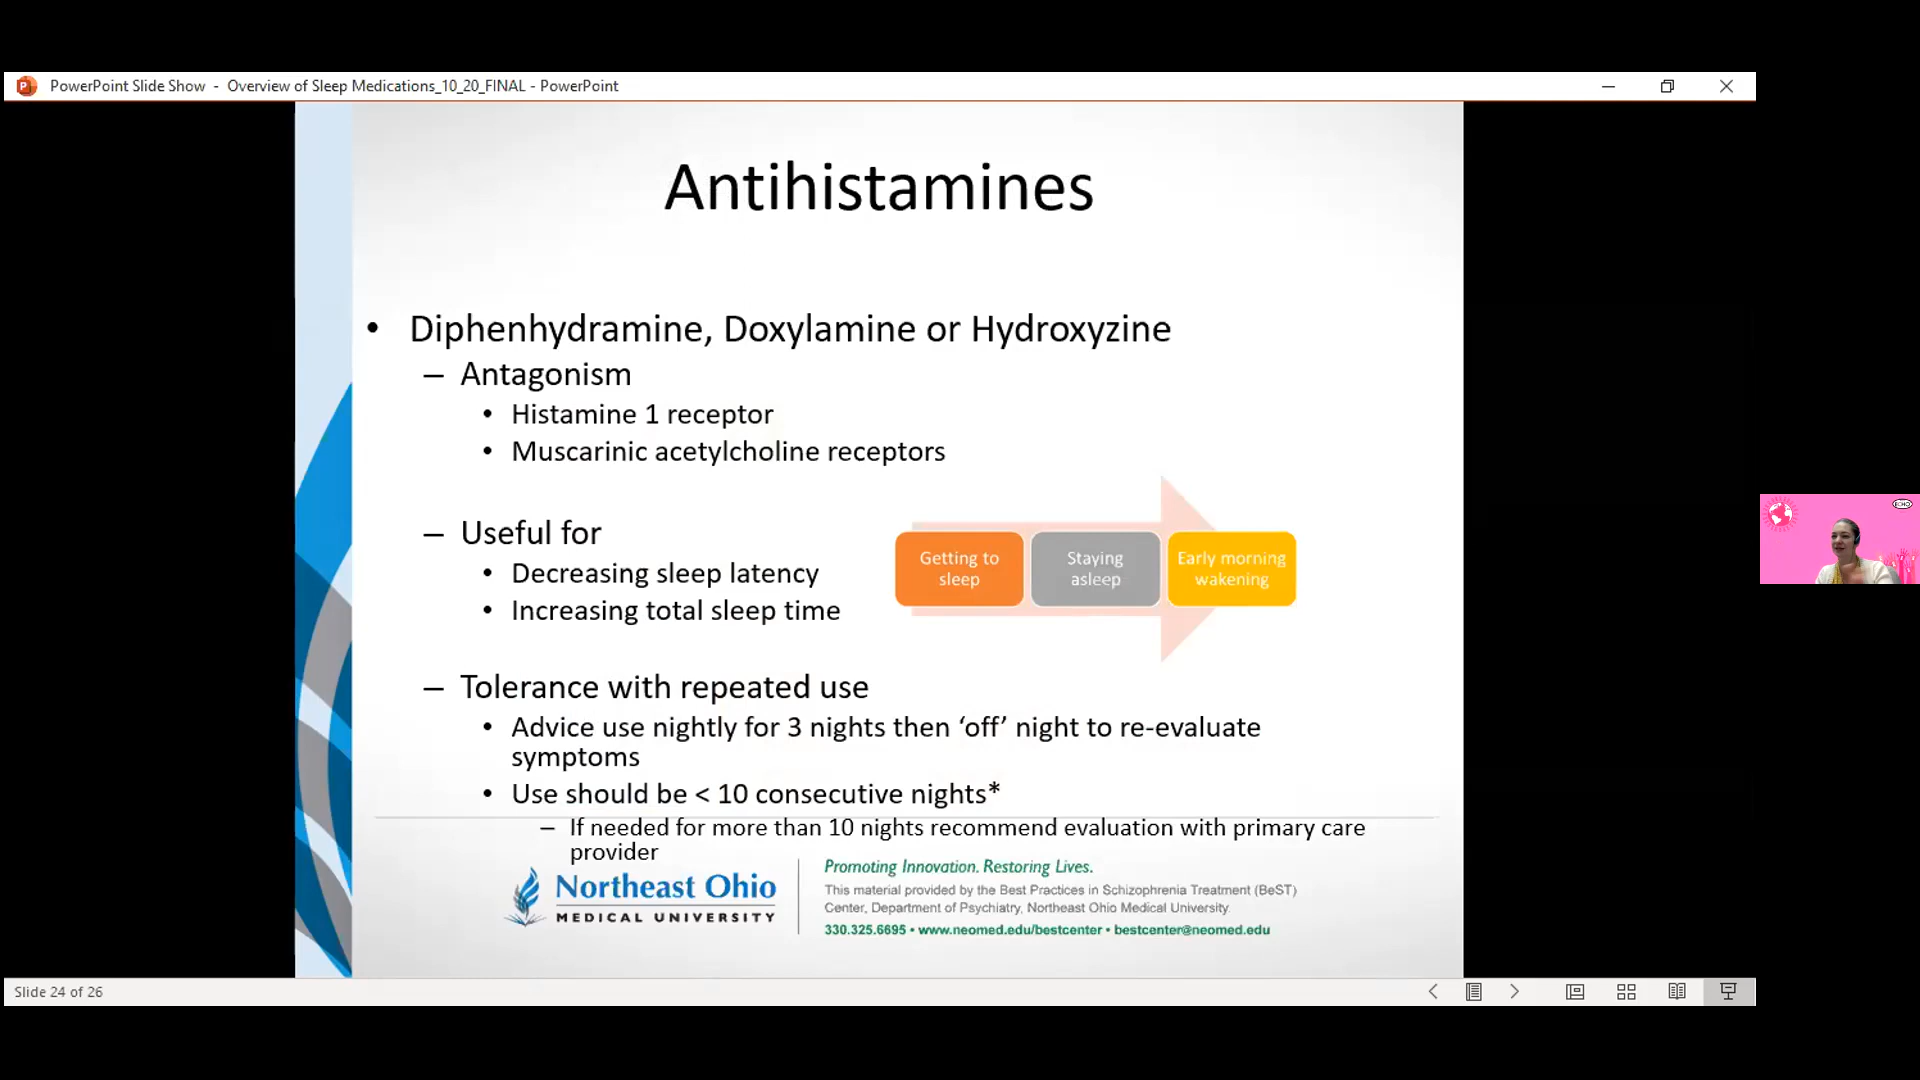 PowerPoint Slide Show - Overview of Sleep Medications_10_20_FINAL - PowerPoint
Antihistamines
• Diphenhydramine, Doxylamine or Hydroxyzine
– Antagonism
• Histamine 1 receptor
• Muscarinic acetylcholine receptors
– Useful for
• Decreasing sleep latency
• Increasing total sleep time
Getting to
sleep
Staying
asleep
Early morning
wakening
– Tolerance with repeated use
• Advice use nightly for 3 nights then ‘off’ night to re-evaluate
symptoms
• Use should be < 10 consecutive nights*
– If needed for more than 10 nights recommend evaluation with primary care
provider
Northeast Ohio
MEDICAL UNIVERSITY
Promoting Innovation. Restoring Lives.
This material provided by the Best Practices in Schizophrenia Treatment (BeST)
Center, Department of Psychiatry, Northeast Ohio Medical University.
330.325.6695 • www.neomed.edu/bestcenter • bestcenter@neomed.edu
Slide 24 of 26
ECHO